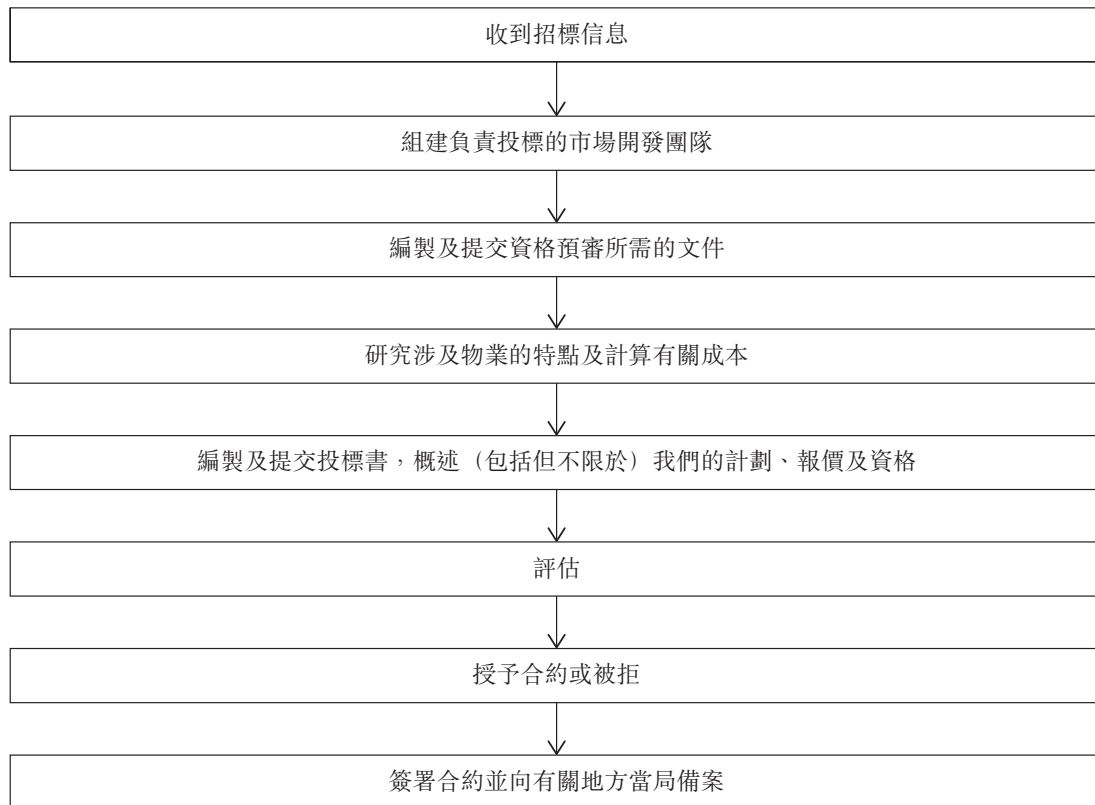 收到招標信息
組建負責投標的市場開發團隊
編製及提交資格預審所需的文件
研究涉及物業的特點及計算有關成本
編製及提交投標書，概述（包括但不限於）我們的計劃、報價及資格
評估
授予合約或被拒
簽署合約並向有關地方當局備案